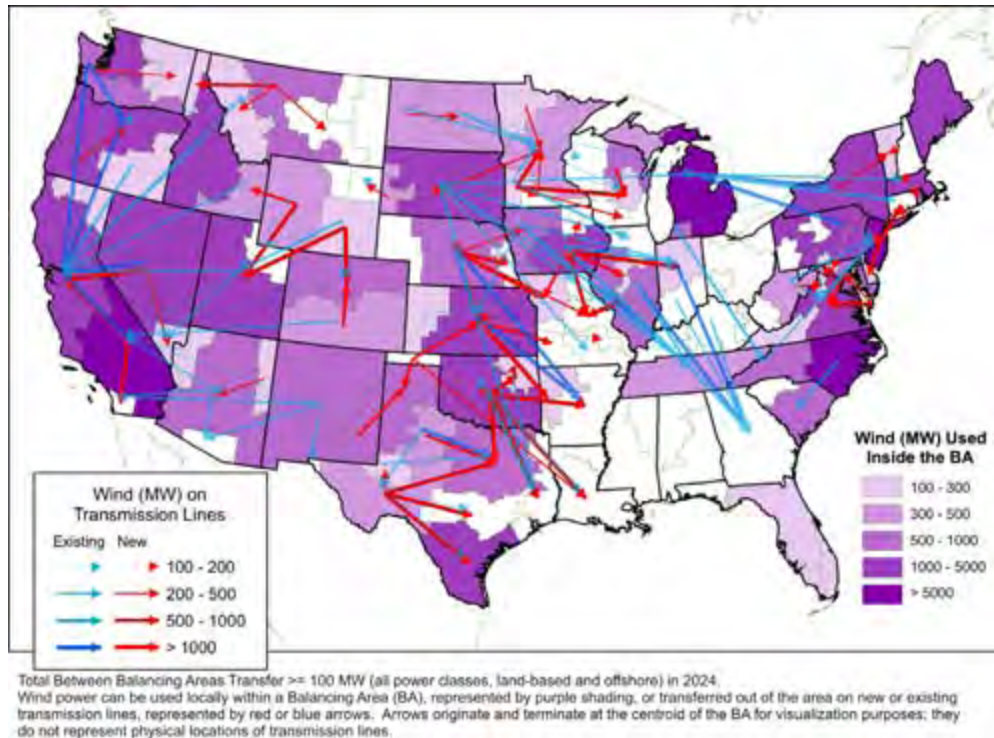 Wind (MW) Used
Inside the BA
100 - 300
300 - 500
500 - 1000
1000 - 5000
> 5000
Wind (MW) on
Transmission Lines
Existing New
100 - 200
200 - 500
500 - 1000
> 1000
Total Between Balancing Areas Transfer >= 100 MW (all power classes, land-based and offshore) in 2024.
Wind power can be used locally within a Balancing Area (BA), represented by purple shading, or transferred out of the area on new or existing
transmission lines, represented by red or blue arrows. Arrows originate and terminate at the centroid of the BA for visualization purposes; they
do not represent physical locations of transmission lines.